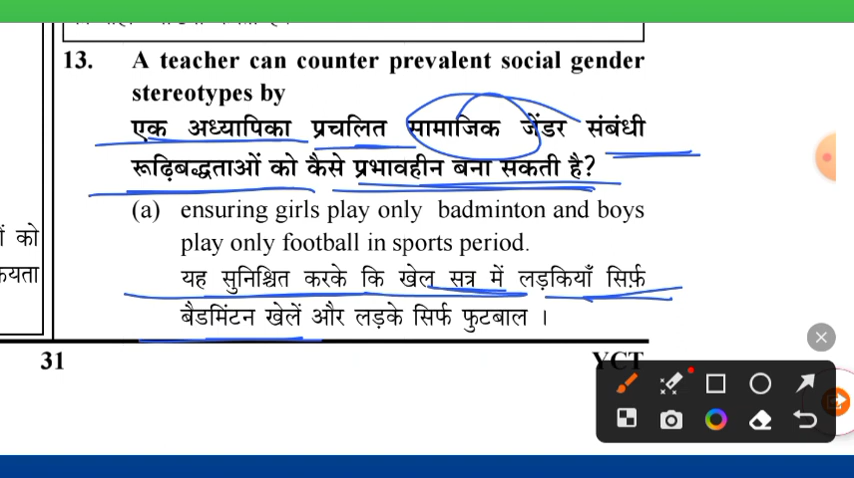 13. A teacher can counter prevalent social gender
stereotypes by
एक अध्यापिका प्रचलित सामाजिक जेंडर संबंधी
रूढ़िबद्धताओं को कैसे प्रभावहीन बना सकती है?
(a) ensuring girls play only badminton and boys
play only football in sports period.
यह सुनिश्चित करके कि खेल सत्र में लड़कियाँ सिर्फ़
बैडमिंटन खेलें और लड़के सिर्फ फुटबाल ।
को
31 YCT